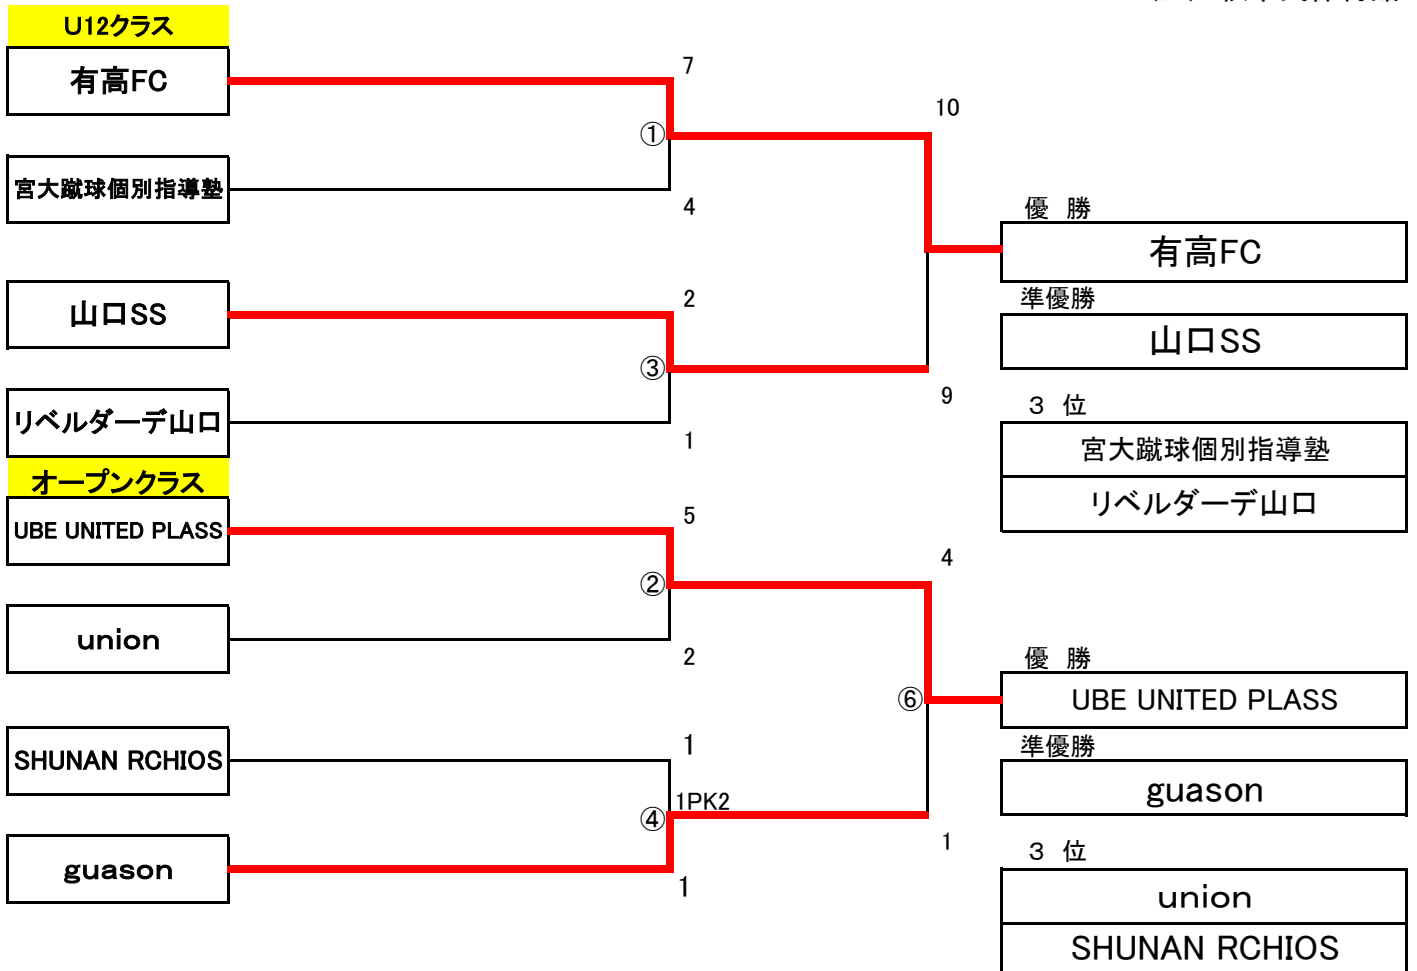 U12クラス
有高FC
7
10
①
宮大蹴球個別指導塾
4
優 勝
有高FC
準優勝
山口SS
山口SS
2
③
9
リベルダーデ山口
1
3 位
宮大蹴球個別指導塾
リベルダーデ山口
オープンクラス
UBE UNITED PLASS
5
4
②
union
2
優 勝
⑥
UBE UNITED PLASS
準優勝
guason
SHUNAN RCHIOS
1
1PK2
④
1
guason
1
3 位
union
SHUNAN RCHIOS